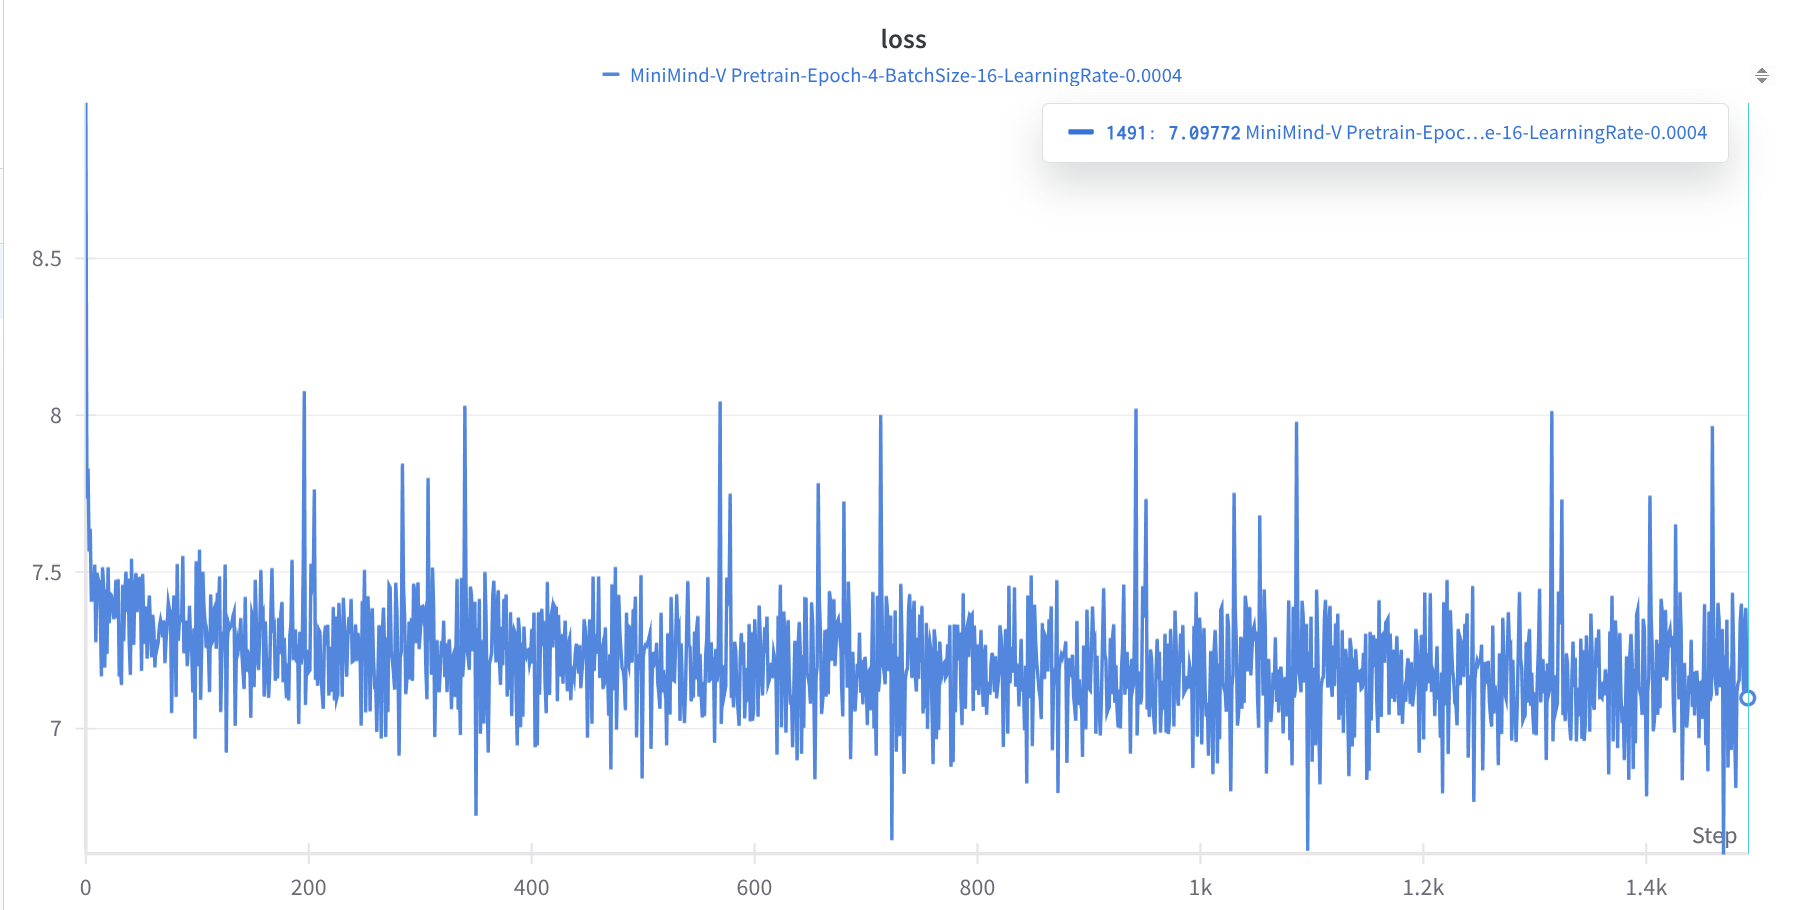 loss
MiniMind-V Pretrain-Epoch-4-BatchSize-16-LearningRate-0.0004
1491: 7.09772 MiniMind-V Pretrain-Epoc...e-16-LearningRate-0.0004
8.5
8
7.5
7
Step
0 200 400 600 800 1k 1.2k 1.4k